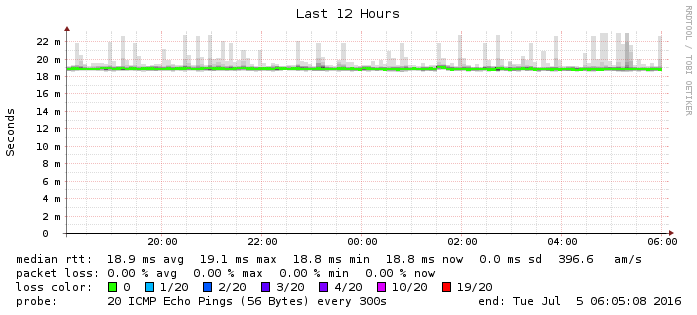 Last 12 Hours
RRDTOOL / TOBI OETIKER
Seconds
22 m
20 m
18 m
16 m
14 m
12 m
10 m
8 m
6 m
4 m
2 m
0
20:00 22:00 00:00 02:00 04:00 06:00
median rtt: 18.9 ms avg 19.1 ms max 18.8 ms min 18.8 ms now 0.0 ms sd 396.6 am/s
packet loss: 0.00 % avg 0.00 % max 0.00 % min 0.00 % now
loss color: 0 1/20 2/20 3/20 4/20 10/20 19/20
probe: 20 ICMP Echo Pings (56 Bytes) every 300s end: Tue Jul 5 06:05:08 2016